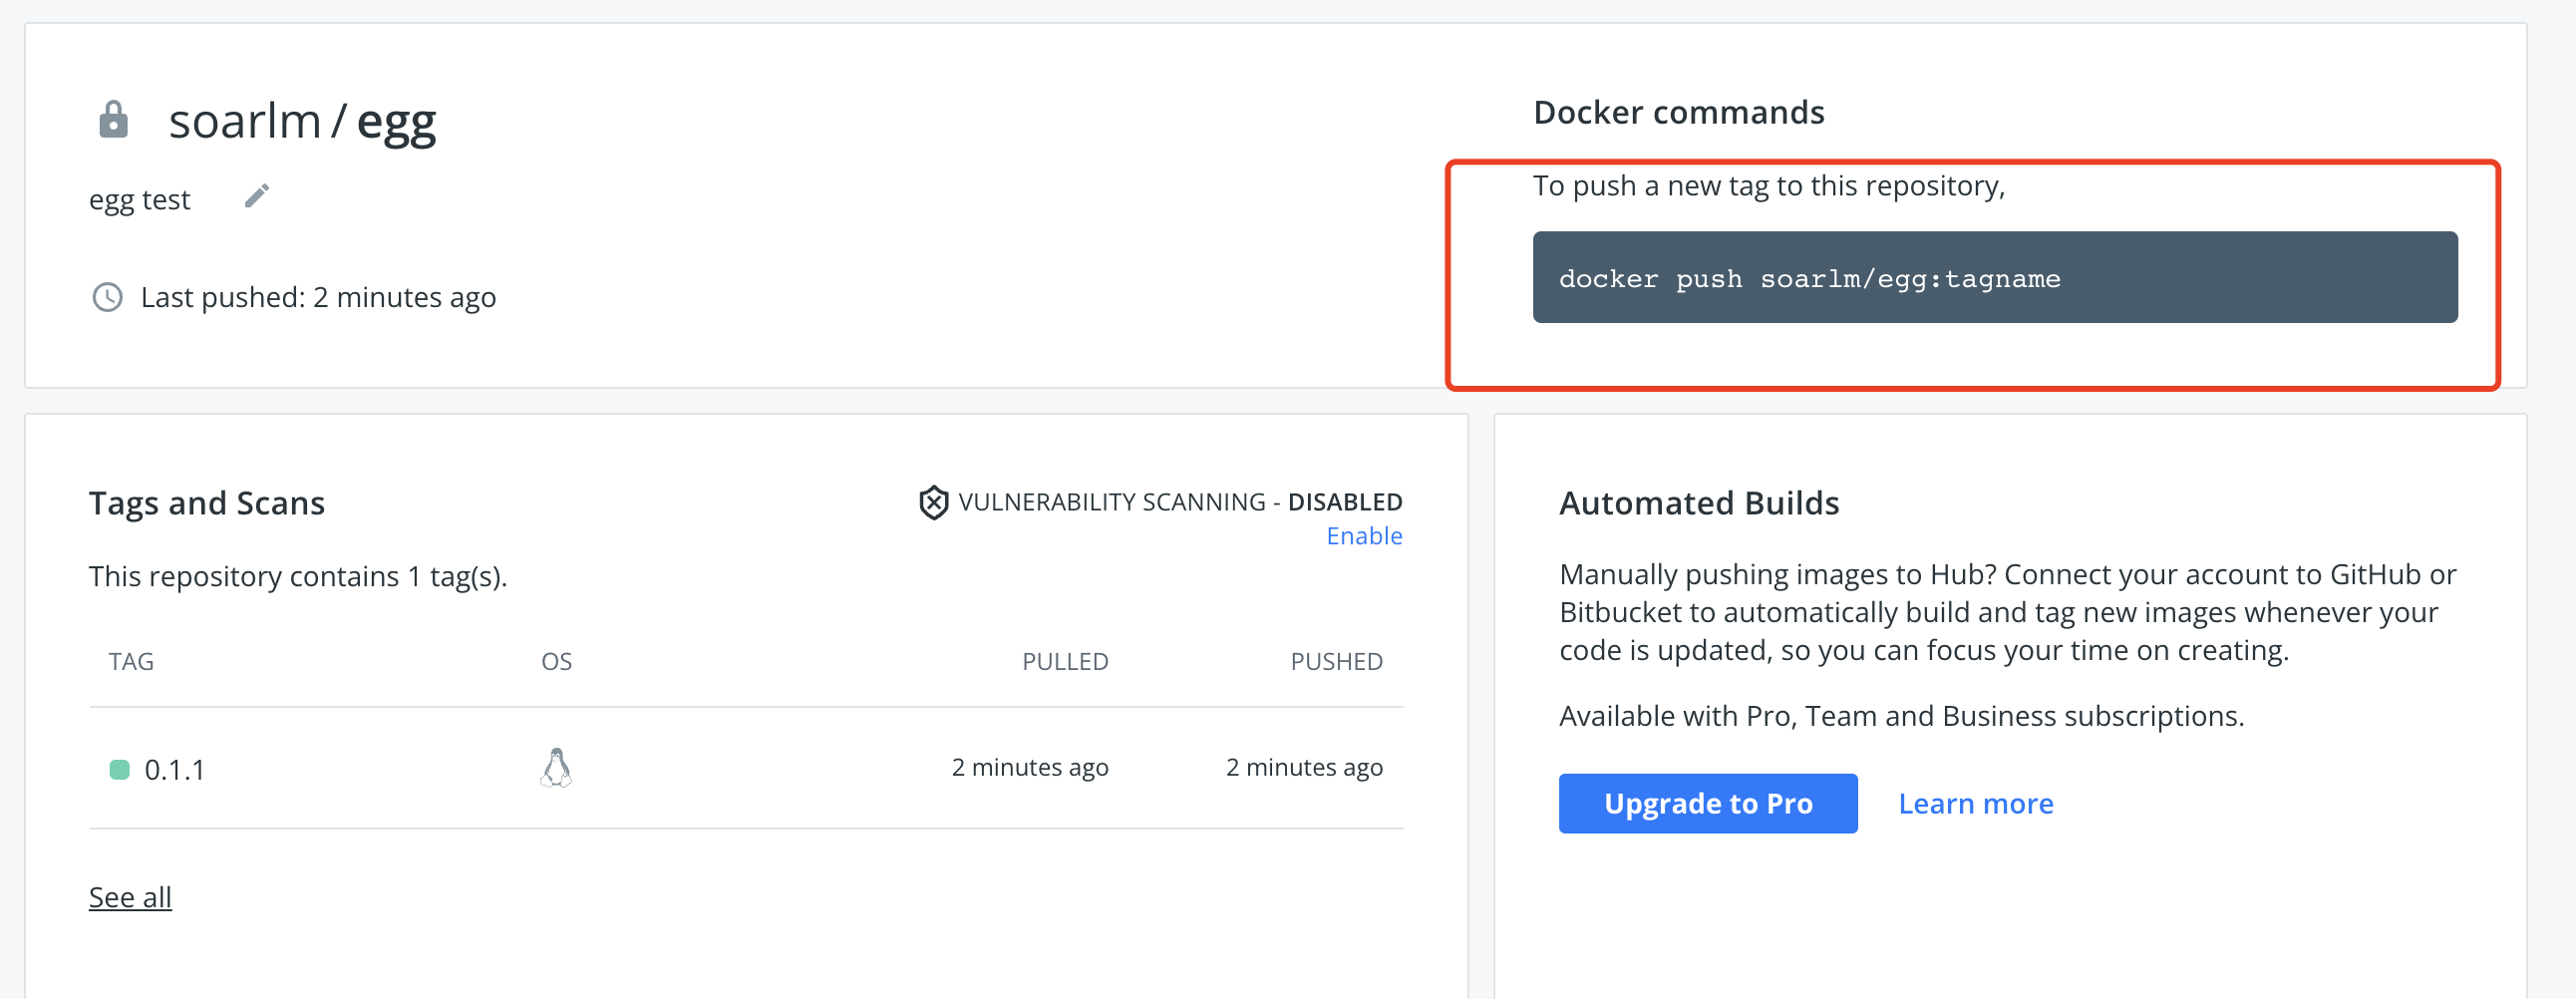 soarlm / egg
egg test
Last pushed: 2 minutes ago
Docker commands
To push a new tag to this repository,
docker push soarlm/egg:tagname
Tags and Scans
VULNERABILITY SCANNING - DISABLED
Enable
This repository contains 1 tag(s).
TAG OS PULLED PUSHED
0.1.1 2 minutes ago 2 minutes ago
See all
Automated Builds
Manually pushing images to Hub? Connect your account to GitHub or
Bitbucket to automatically build and tag new images whenever your
code is updated, so you can focus your time on creating.
Available with Pro, Team and Business subscriptions.
Upgrade to Pro Learn more